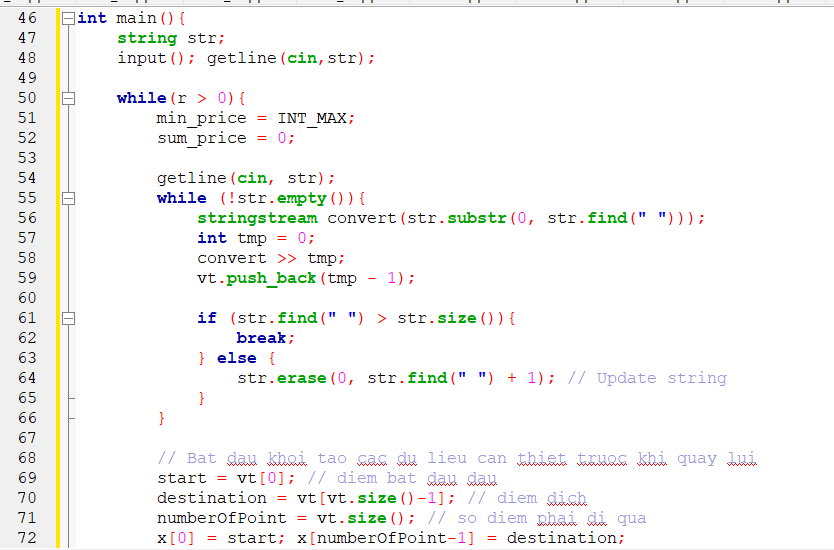 46 int main(){
47 string str;
48 input(); getline(cin,str);
49
50 while(r > 0){
51 min_price = INT_MAX;
52 sum_price = 0;
53
54 getline(cin, str);
55 while (!str.empty()){
56 stringstream convert(str.substr(0, str.find(" ")));
57 int tmp = 0;
58 convert >> tmp;
59 vt.push_back(tmp - 1);
60
61 if (str.find(" ") > str.size()){
62 break;
63 } else {
64 str.erase(0, str.find(" ") + 1); // Update string
65 }
66 }
67
68 // Bat dau khoi tao cac du lieu can thiet truoc khi quay lui
69 start = vt[0]; // diem bat dau dau
70 destination = vt[vt.size()-1]; // diem dich
71 numberOfPoint = vt.size(); // so diem phai di qua
72 x[0] = start; x[numberOfPoint-1] = destination;